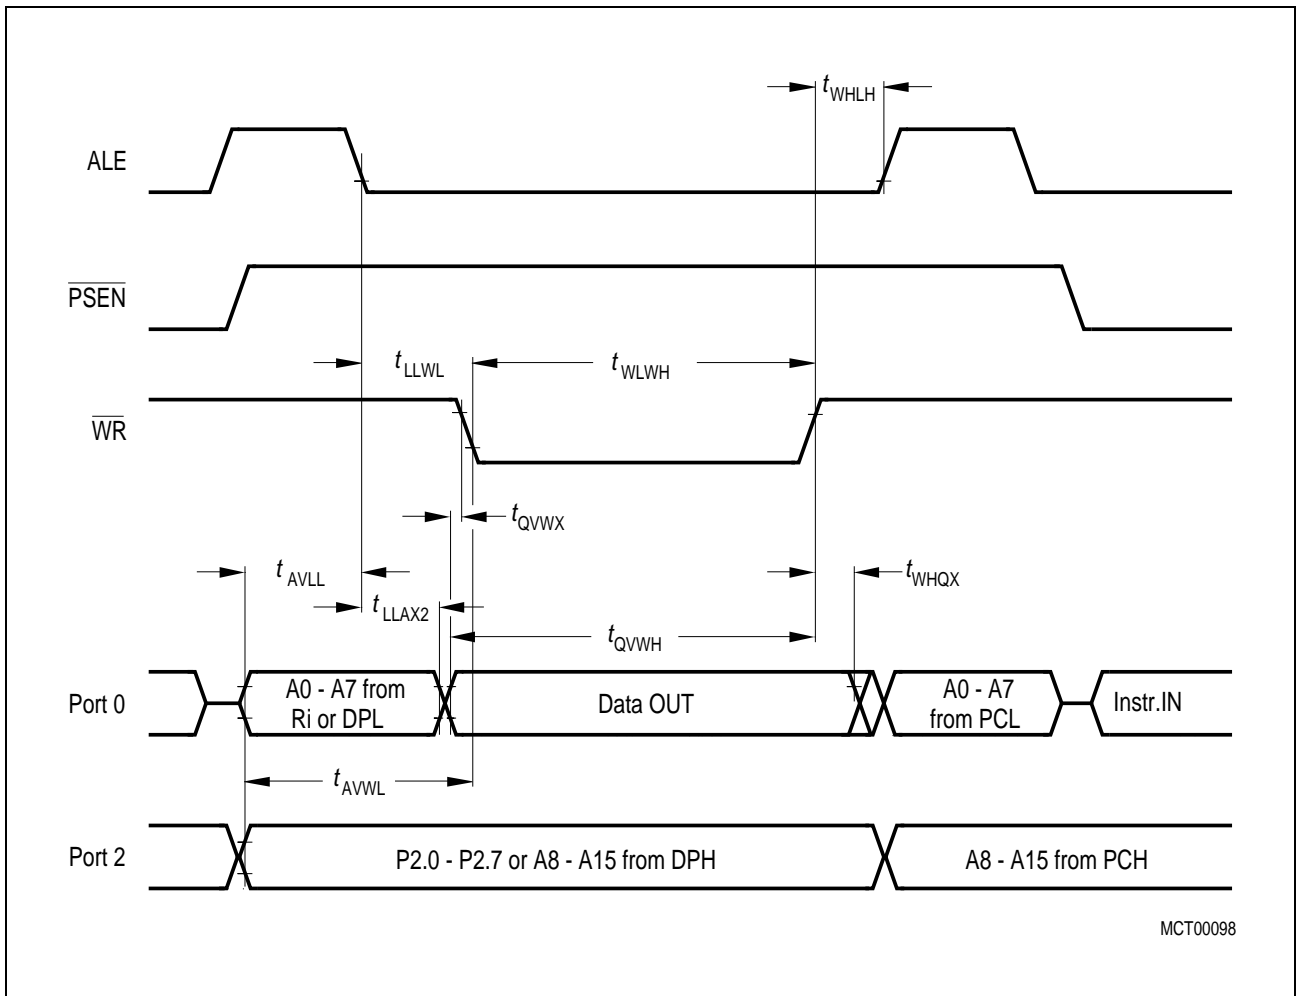 tWHLH
ALE
PSEN
tLLWL
tWLWH
WR
tQVWX
tAVLL
tWHQX
tLLAX2
tQVWH
Port 0
A0 - A7 from
Ri or DPL
Data OUT
A0 - A7
from PCL
Instr.IN
tAVWL
Port 2
P2.0 - P2.7 or A8 - A15 from DPH
A8 - A15 from PCH
MCT00098